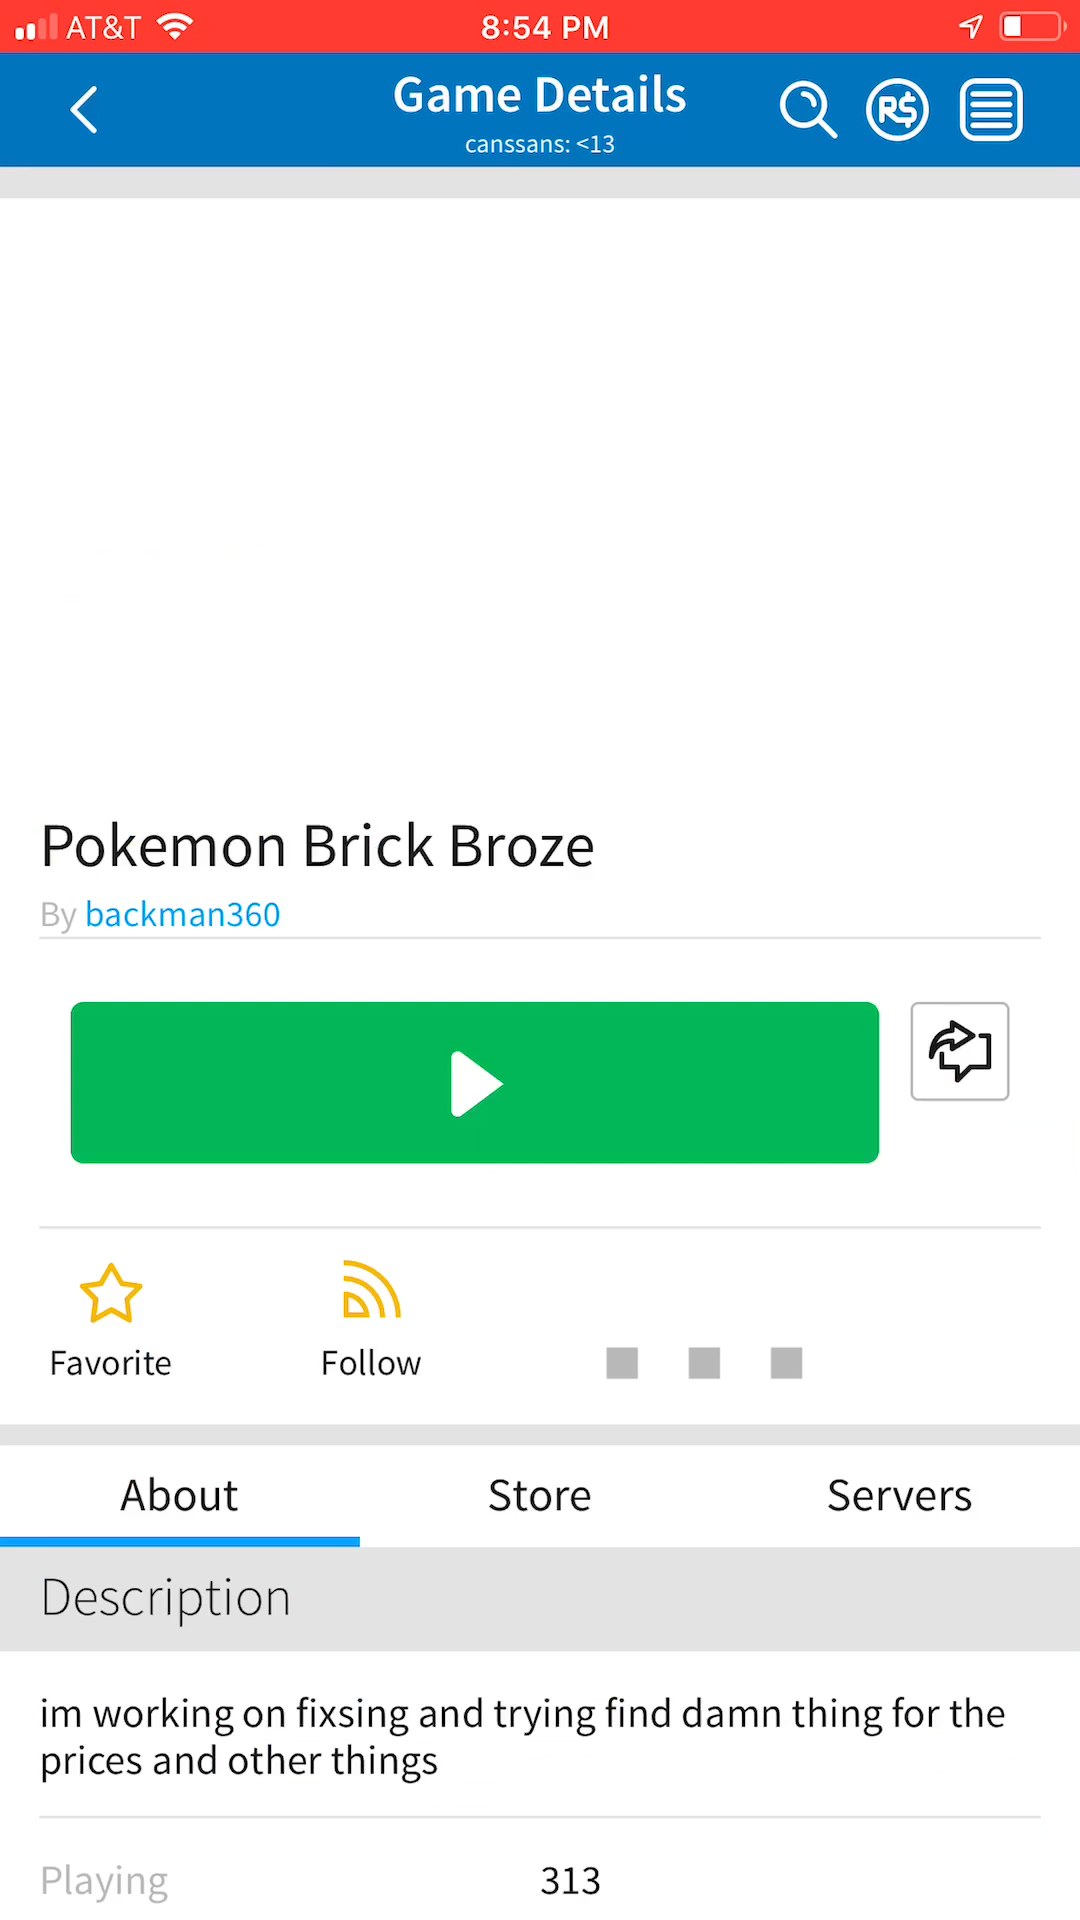 AT&T 8:54 PM
Game Details
canssans: <13
R$
Pokemon Brick Broze
By backman360
Favorite Follow
About Store Servers
Description
im working on fixsing and trying find damn thing for the
prices and other things
Playing 313